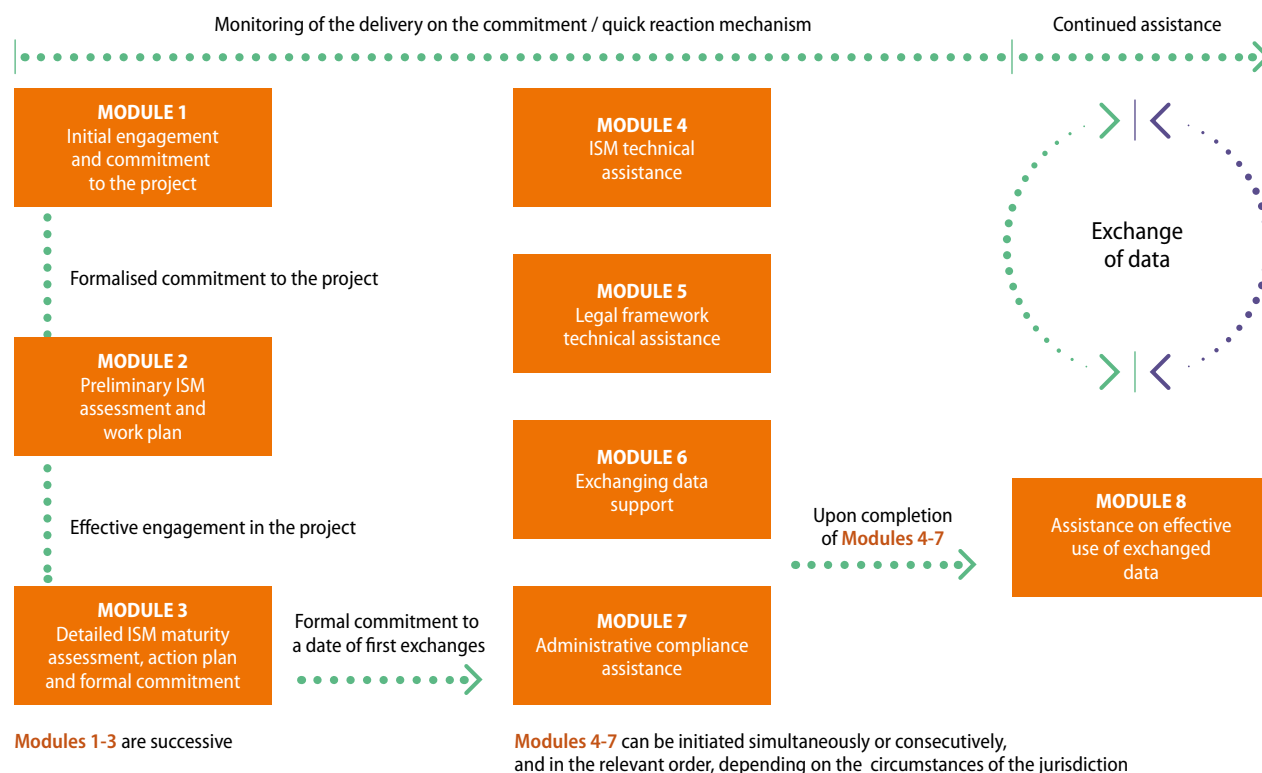 Monitoring of the delivery on the commitment / quick reaction mechanism
Continued assistance
MODULE 1
Initial engagement
and commitment
to the project
Formalised commitment to the project
MODULE 2
Preliminary ISM
assessment and
work plan
Effective engagement in the project
MODULE 3
Detailed ISM maturity
assessment, action plan
and formal commitment
Modules 1-3 are successive
Formal commitment to
a date of first exchanges
MODULE 4
ISM technical
assistance
MODULE 5
Legal framework
technical assistance
MODULE 6
Exchanging data
support
MODULE 7
Administrative compliance
assistance
Modules 4-7 can be initiated simultaneously or consecutively,
and in the relevant order, depending on the circumstances of the jurisdiction
Upon completion
of Modules 4-7
Exchange
of data
MODULE 8
Assistance on effective
use of exchanged
data